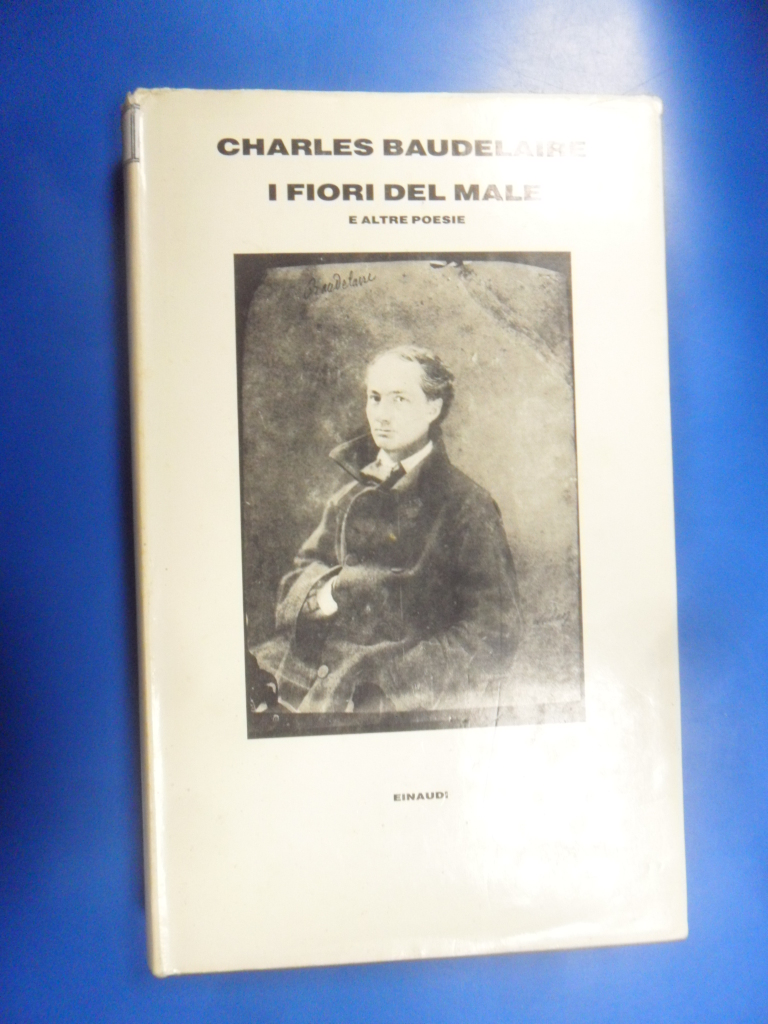 CHARLES BAUDELAIRE
I FIORI DEL MALE
E ALTRE POESIE
Baudelaire
EINAUDI